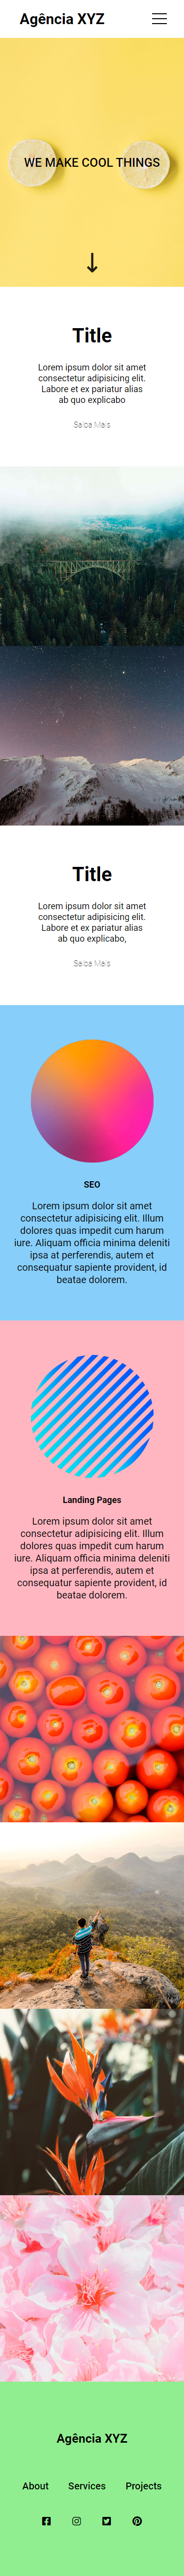 Agência XYZ
WE MAKE COOL THINGS
Title
Lorem ipsum dolor sit amet
consectetur adipisicing elit.
Labore et ex pariatur alias
ab quo explicabo
Saiba Mais
Title
Lorem ipsum dolor sit amet
consectetur adipisicing elit.
Labore et ex pariatur alias
ab quo explicabo,
Saiba Mais
SEO
Lorem ipsum dolor sit amet
consectetur adipisicing elit. Illum
dolores quas impedit cum harum
iure. Aliquam officia minima deleniti
ipsa at perferendis, autem et
consequatur sapiente provident, id
beatae dolorem.
Landing Pages
Lorem ipsum dolor sit amet
consectetur adipisicing elit. Illum
dolores quas impedit cum harum
iure. Aliquam officia minima deleniti
ipsa at perferendis, autem et
consequatur sapiente provident, id
beatae dolorem.
Agência XYZ
About Services Projects